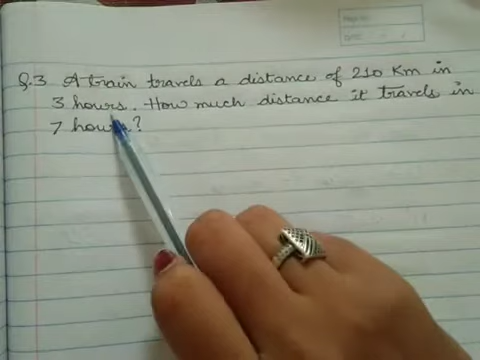 Q.3 A train travels a distance of 210 Km in
3 hours. How much distance it travels in
7 hours?